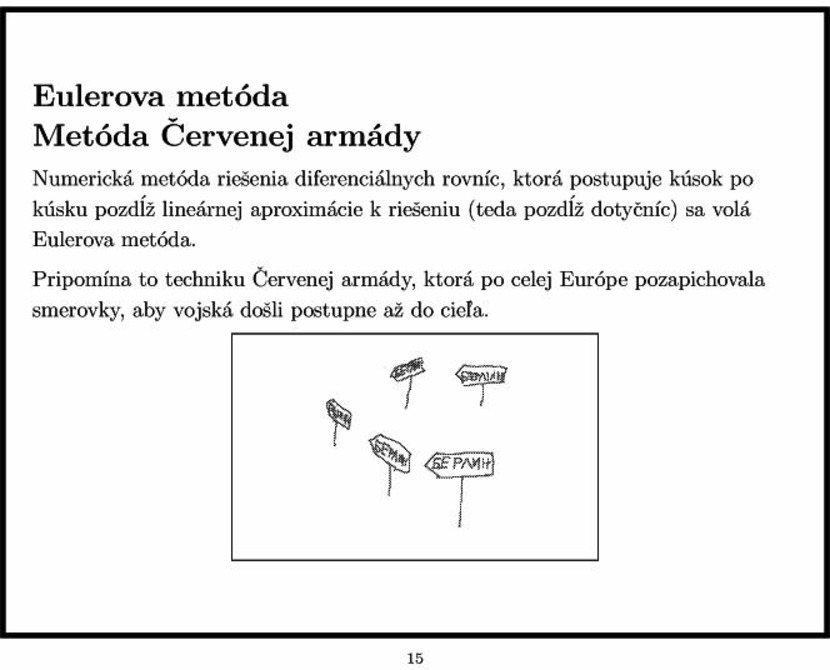 Eulerova metóda
Metóda Červenej armády
Numerická metóda riešenia diferenciálnych rovníc, ktorá postupuje kúsok po
kúsku pozdĺž lineárnej aproximácie k riešeniu (teda pozdĺž dotyčníc) sa volá
Eulerova metóda.
Pripomína to techniku Červenej armády, ktorá po celej Európe pozapichovala
smerovky, aby vojská došli postupne až do cieľa.
БЕРЛИН
БЕРЛИН
БЕРЛИН
15